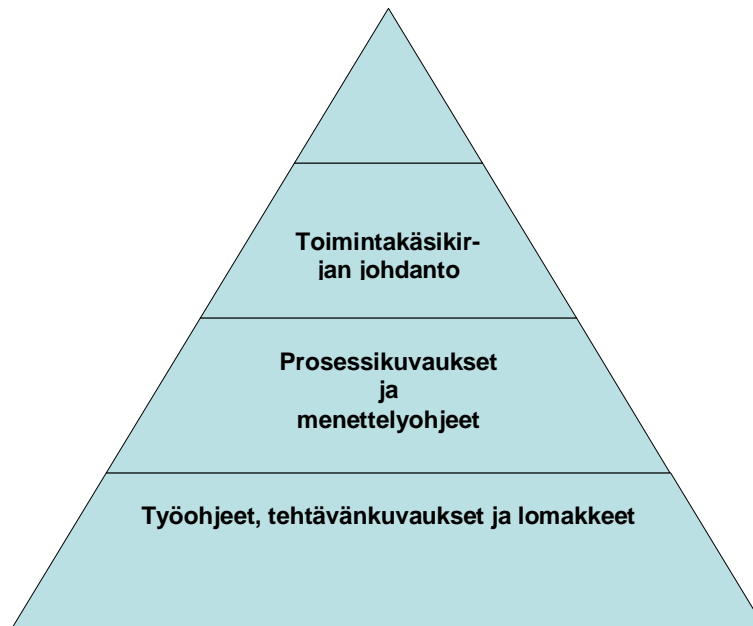 Toimintakäsikir-
jan johdanto
Prosessikuvaukset
ja
menettelyohjeet
Työohjeet, tehtävänkuvaukset ja lomakkeet